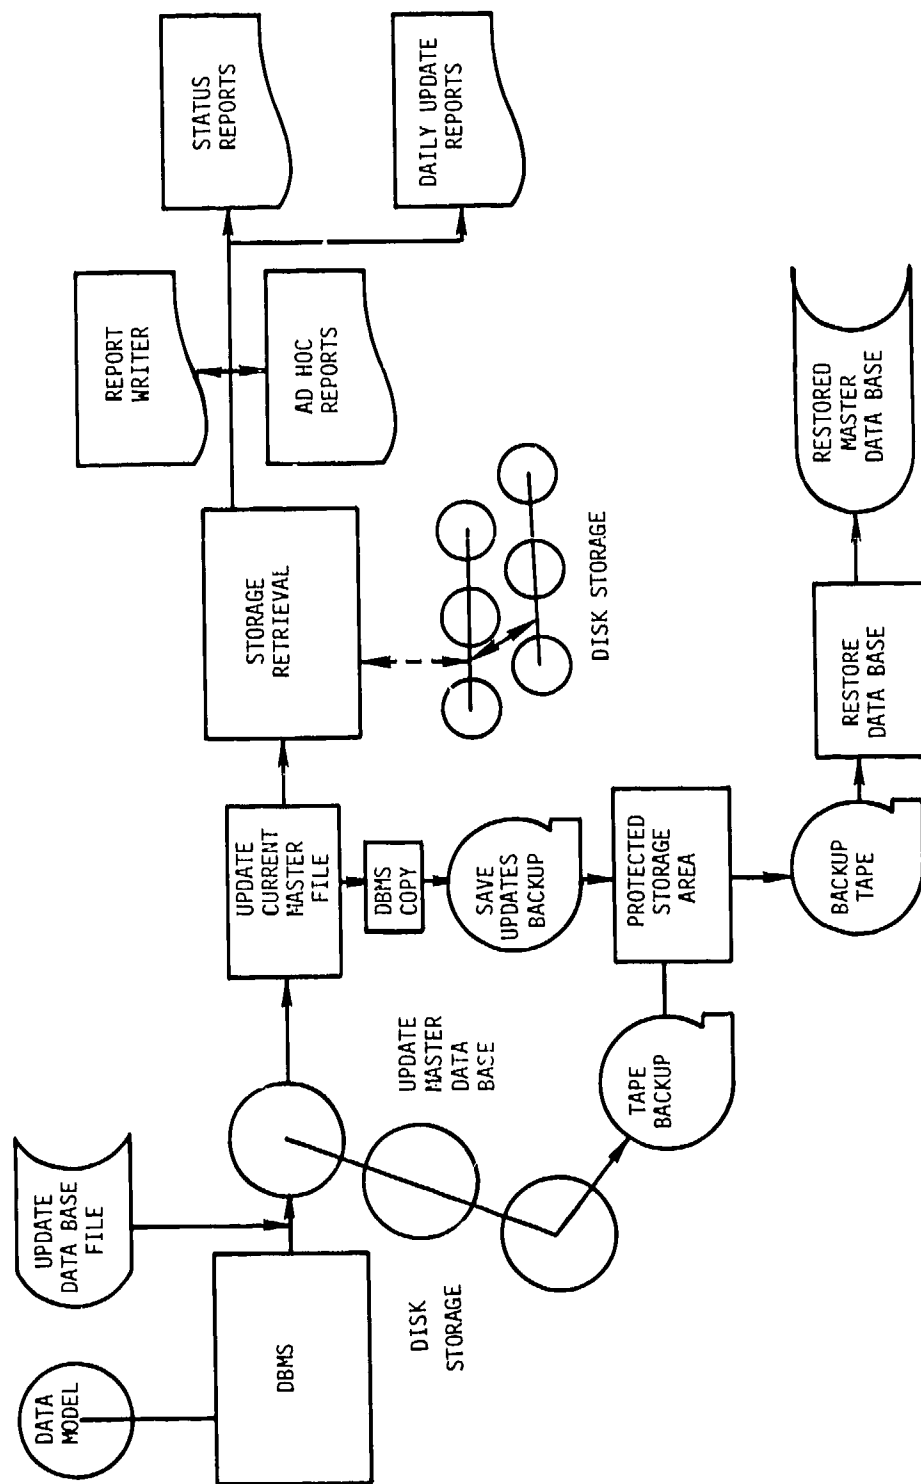 DATA
MODEL
UPDATE
DATA BASE
FILE
DBMS
DISK
STORAGE
UPDATE
MASTER
DATA
BASE
TAPE
BACKUP
UPDATE
CURRENT
MASTER
FILE
DBMS
COPY
SAVE
UPDATES
BACKUP
PROTECTED
STORAGE
AREA
BACKUP
TAPE
STORAGE
RETRIEVAL
DISK STORAGE
RESTORE
DATA BASE
RESTORED
MASTER
DATA BASE
REPORT
WRITER
AD HOC
REPORTS
STATUS
REPORTS
DAILY UPDATE
REPORTS